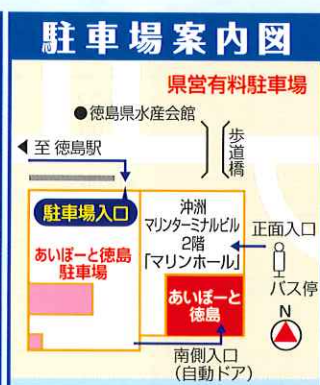 駐車場案内図
県営有料駐車場
●徳島県水産会館
◀至 徳島駅
歩道橋
駐車場入口
沖洲
マリンターミナルビル
2階
「マリンホール」
正面入口
あいぽーと徳島
駐車場
あいぽーと
徳島
バス停
N
南側入口
(自動ドア)